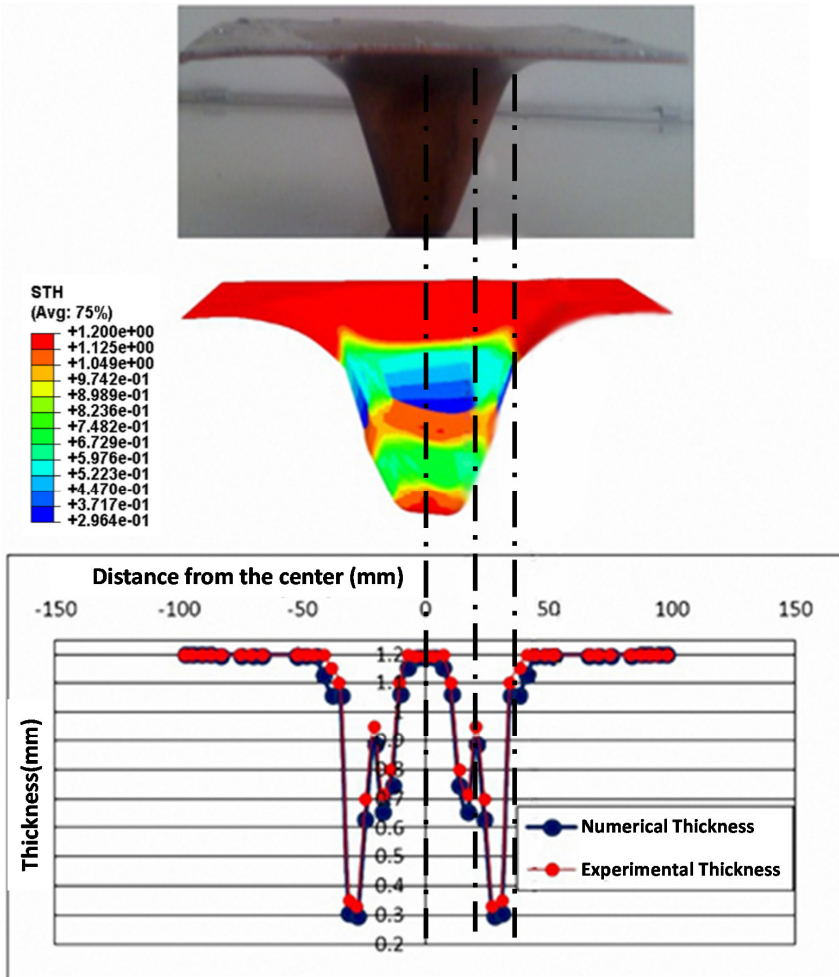 STH
(Avg: 75%)
+1.200e+00
+1.125e+00
+1.049e+00
+9.742e-01
+8.989e-01
+8.236e-01
+7.482e-01
+6.729e-01
+5.976e-01
+5.223e-01
+4.470e-01
+3.717e-01
+2.964e-01
Distance from the center (mm)
-150 -100 -50 0 50 100 150
Thickness(mm)
1.2
0.6
0.5
0.4
0.3
0.2
Numerical Thickness
Experimental Thickness